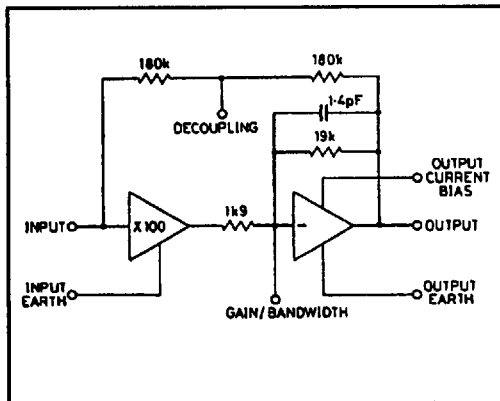 180k
180k
1·4pF
DECOUPLING
19k
OUTPUT
CURRENT
BIAS
INPUT
X100
1k9
-
OUTPUT
INPUT
EARTH
GAIN/BANDWIDTH
OUTPUT
EARTH